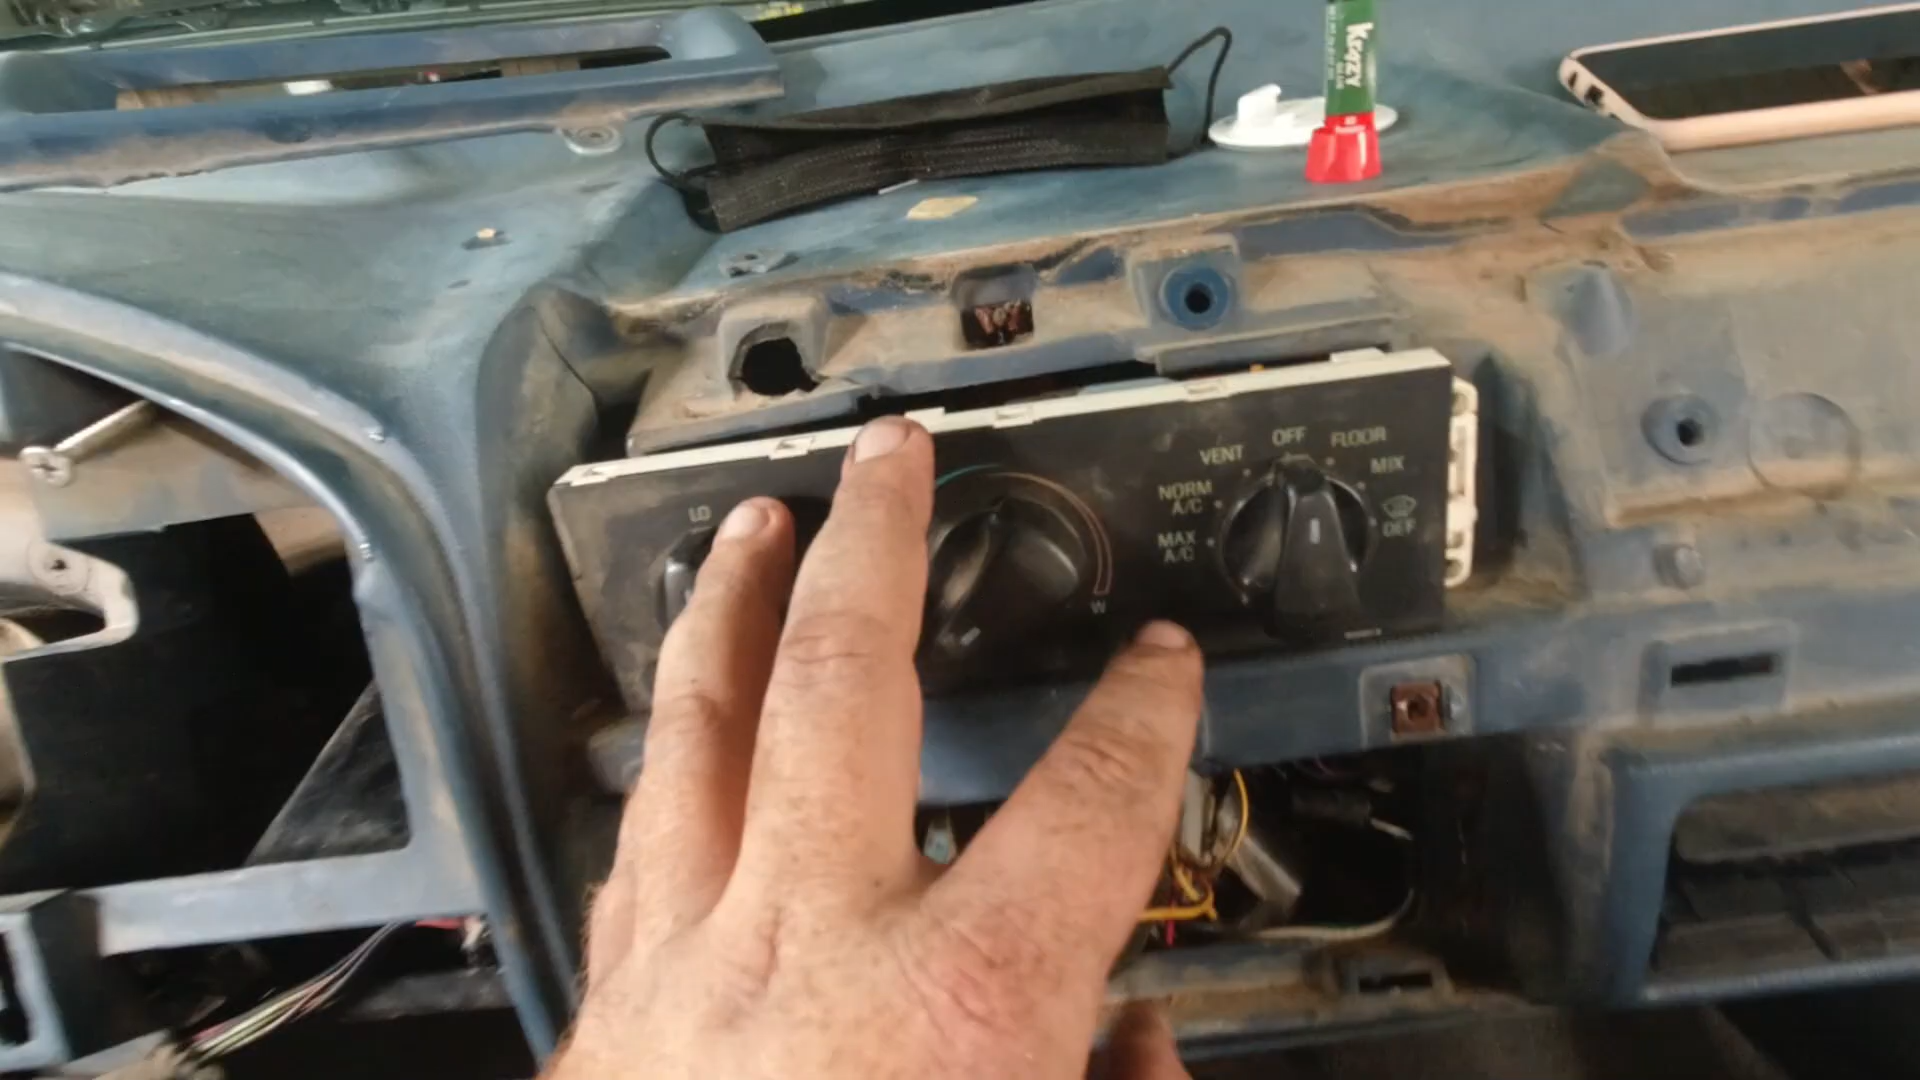 Krazy
OFF
FLOOR
VENT
MIX
NORM
A/C
LO
DEF
MAX
A/C
W